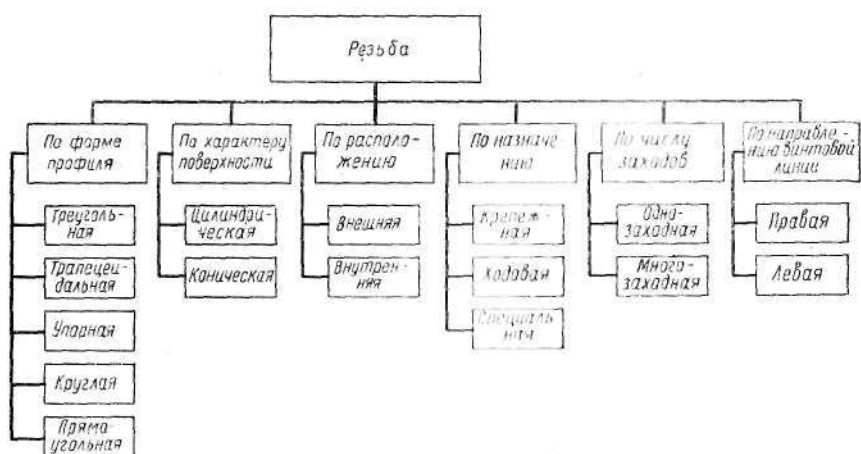 Резьба
По форме
профиля
По характеру
поверхности
По располо-
жению
По назначе-
нию
По числу
заходов
По направле-
нию винтовой
линии
Треуголь-
ная
Трапецеи-
дальная
Упорная
Круглая
Прямо-
угольная
Цилиндри-
ческая
Коническая
Внешняя
Внутрен-
няя
Крепеж-
ная
Ходовая
Специаль
ная
Одно-
заходная
Много-
заходная
Правая
Левая